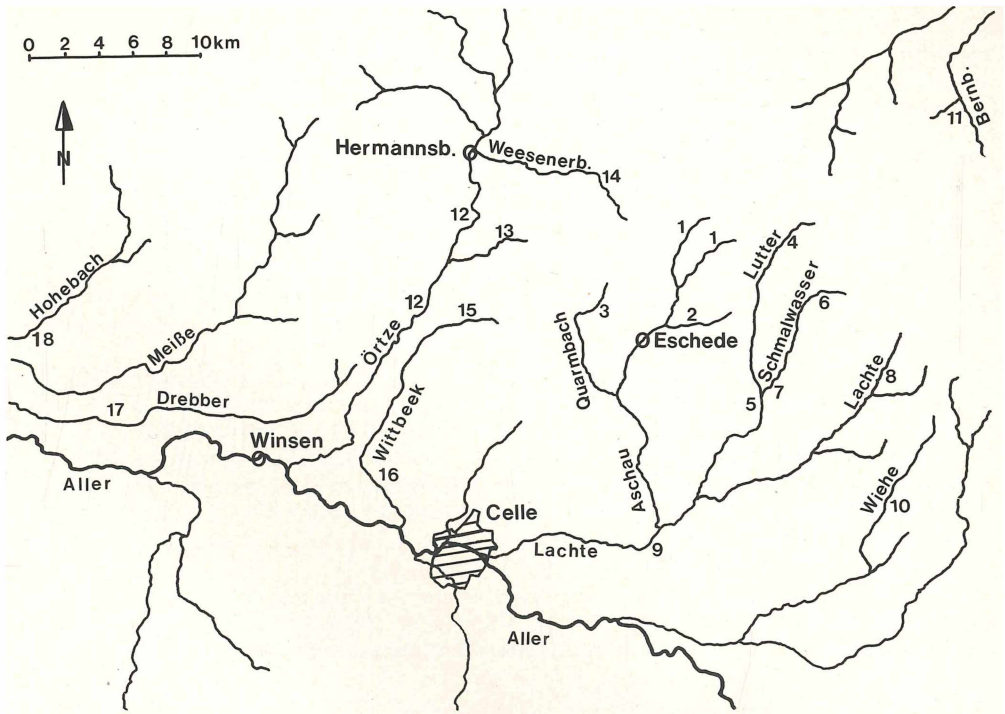 0 2 4 6 8 10km
N
Bernb.
11
Hermannsb.
Weesenerb.
14
12
13
1
1
Lutter
4
Hohebach
18
Meiße
12
Örtze
15
3
Quarmbach
2
Eschede
Schmalwasser
6
7
5
Lachte
8
Drebber
17
Wittbeek
16
Winsen
Aller
Celle
Aschau
Lachte
9
Wiehe
10
Aller